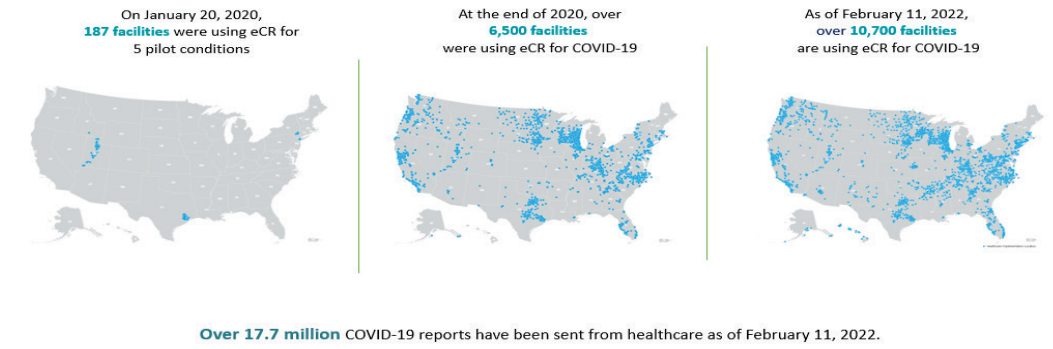 On January 20, 2020,
187 facilities were using eCR for
5 pilot conditions
At the end of 2020, over
6,500 facilities
were using eCR for COVID-19
As of February 11, 2022,
over 10,700 facilities
are using eCR for COVID-19
Over 17.7 million COVID-19 reports have been sent from healthcare as of February 11, 2022.